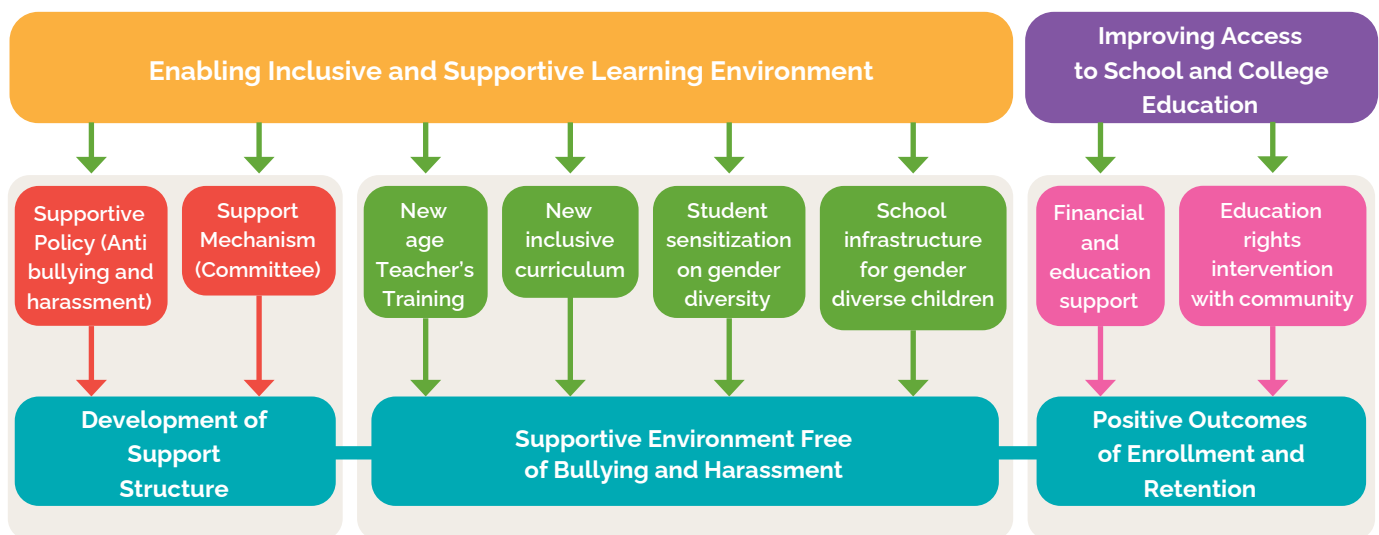 Enabling Inclusive and Supportive Learning Environment
Improving Access
to School and College
Education
Supportive
Policy (Anti
bullying and
harassment)
Support
Mechanism
(Committee)
New
age
Teacher's
Training
New
inclusive
curriculum
Student
sensitization
on gender
diversity
School
infrastructure
for gender
diverse children
Financial
and
education
support
Education
rights
intervention
with community
Development of
Support
Structure
Supportive Environment Free
of Bullying and Harassment
Positive Outcomes
of Enrollment and
Retention